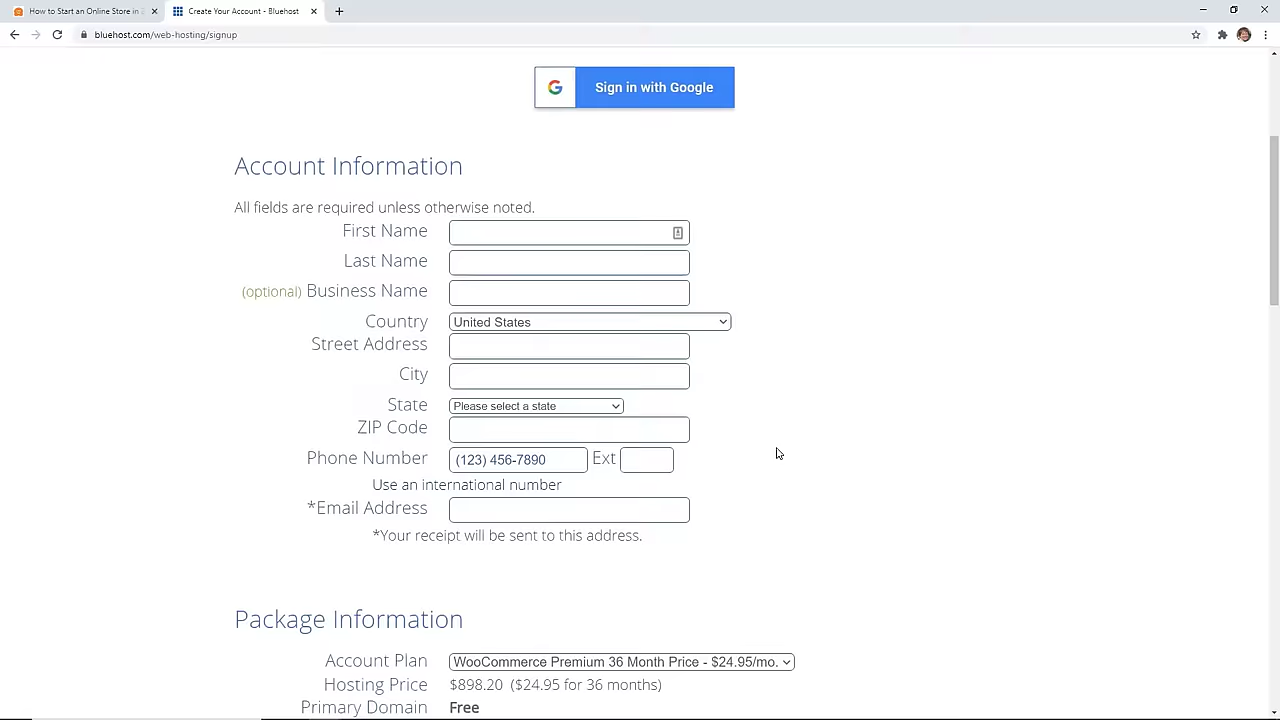 How to Start an Online Store in
Create Your Account - Bluehost
bluehost.com/web-hosting/signup
G Sign in with Google
Account Information
All fields are required unless otherwise noted.
First Name
Last Name
(optional) Business Name
Country United States
Street Address
City
State Please select a state
ZIP Code
Phone Number (123) 456-7890 Ext
Use an international number
*Email Address
*Your receipt will be sent to this address.
Package Information
Account Plan WooCommerce Premium 36 Month Price - $24.95/mo.
Hosting Price $898.20 ($24.95 for 36 months)
Primary Domain Free